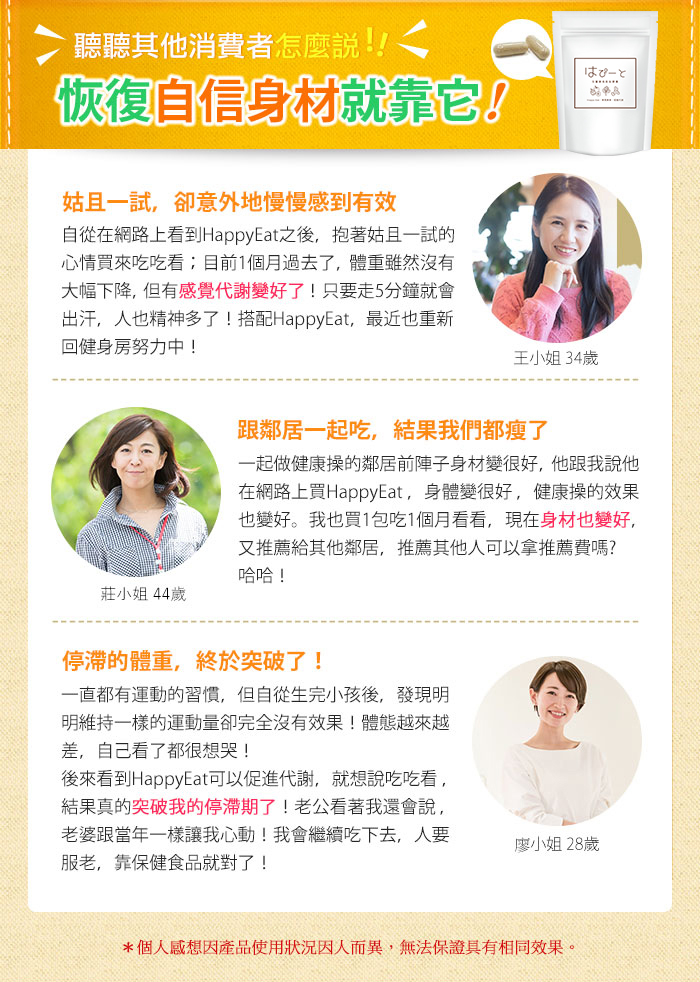 聽聽其他消費者怎麼説!!
恢復自信身材就靠它!
はぴーと
姑且一試，卻意外地慢慢感到有效
自從在網路上看到HappyEat之後，抱著姑且一試的
心情買來吃吃看；目前1個月過去了, 體重雖然沒有
大幅下降, 但有感覺代謝變好了！只要走5分鐘就會
出汗，人也精神多了！搭配HappyEat，最近也重新
回健身房努力中！
王小姐 34歲
跟鄰居一起吃，結果我們都瘦了
一起做健康操的鄰居前陣子身材變很好, 他跟我說他
在網路上買HappyEat，身體變很好，健康操的效果
也變好。我也買1包吃1個月看看，現在身材也變好,
又推薦給其他鄰居，推薦其他人可以拿推薦費嗎?
哈哈！
莊小姐 44歲
停滯的體重，終於突破了！
一直都有運動的習慣，但自從生完小孩後，發現明
明維持一樣的運動量卻完全沒有效果！體態越來越
差，自己看了都很想哭！
後來看到HappyEat可以促進代謝，就想說吃吃看，
結果真的突破我的停滯期了！老公看著我還會說，
老婆跟當年一樣讓我心動！我會繼續吃下去，人要
服老，靠保健食品就對了！
廖小姐 28歲
＊個人感想因產品使用狀況因人而異，無法保證具有相同效果。